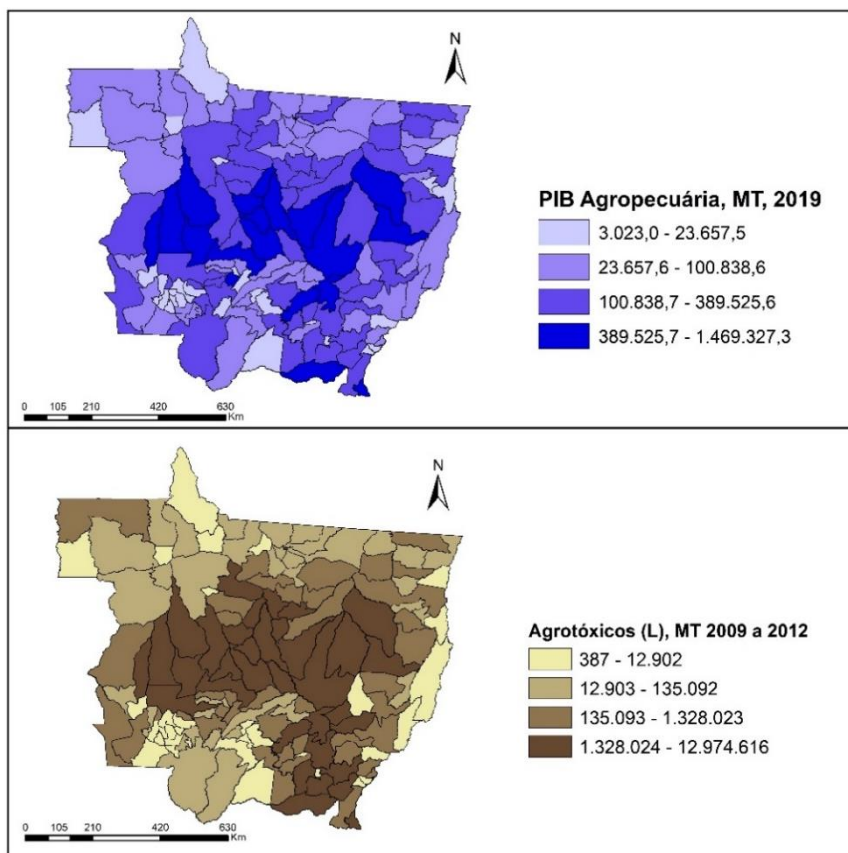 N
PIB Agropecuária, MT, 2019
3.023,0 - 23.657,5
23.657,6 - 100.838,6
100.838,7 - 389.525,6
389.525,7 - 1.469.327,3
0 105 210 420 630
Km
N
Agrotóxicos (L), MT 2009 a 2012
387 - 12.902
12.903 - 135.092
135.093 - 1.328.023
1.328.024 - 12.974.616
0 105 210 420 630
Km